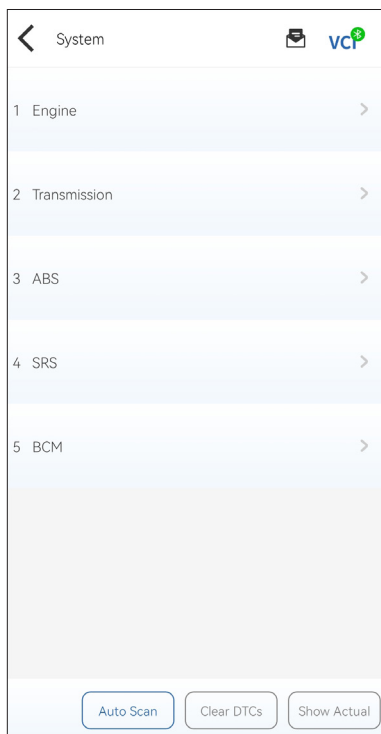 System
VCI
1 Engine
2 Transmission
3 ABS
4 SRS
5 BCM
Auto Scan
Clear DTCs
Show Actual